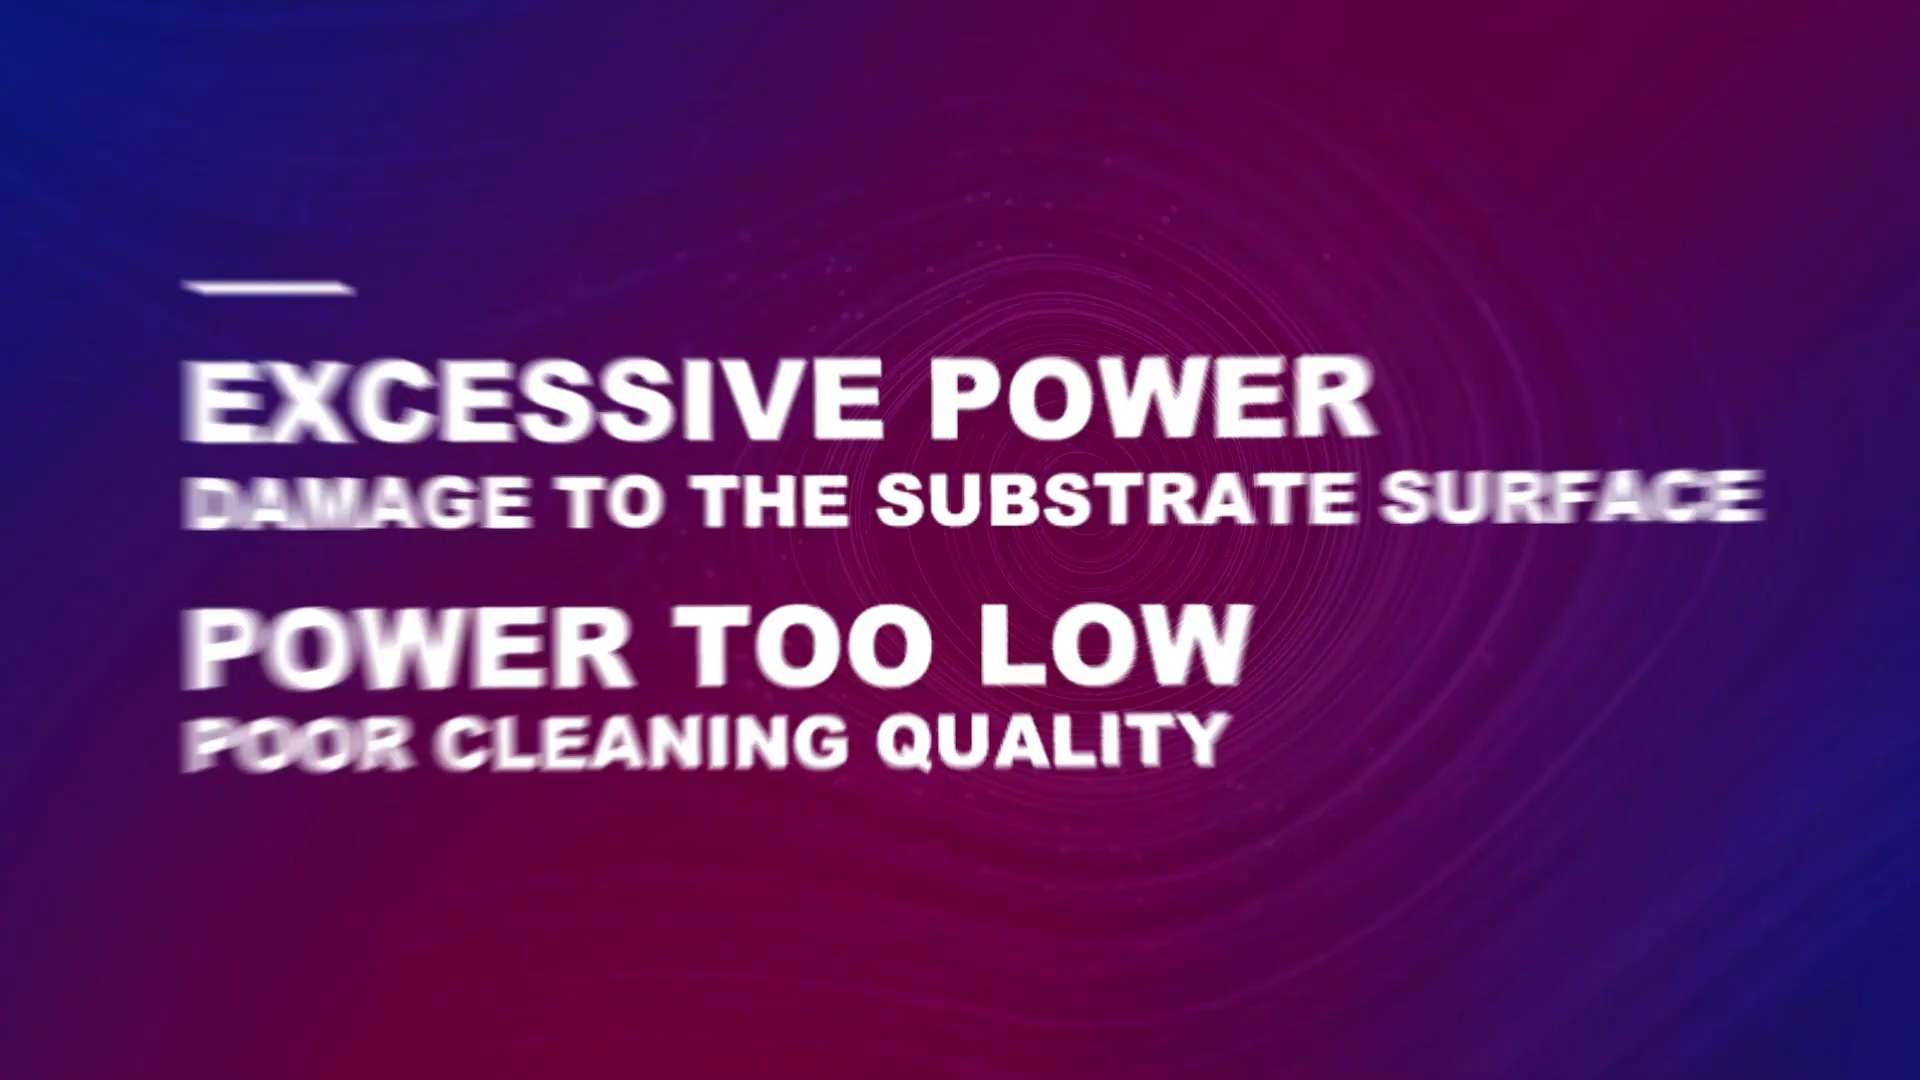 EXCESSIVE POWER
DAMAGE TO THE SUBSTRATE SURFACE
POWER TOO LOW
POOR CLEANING QUALITY